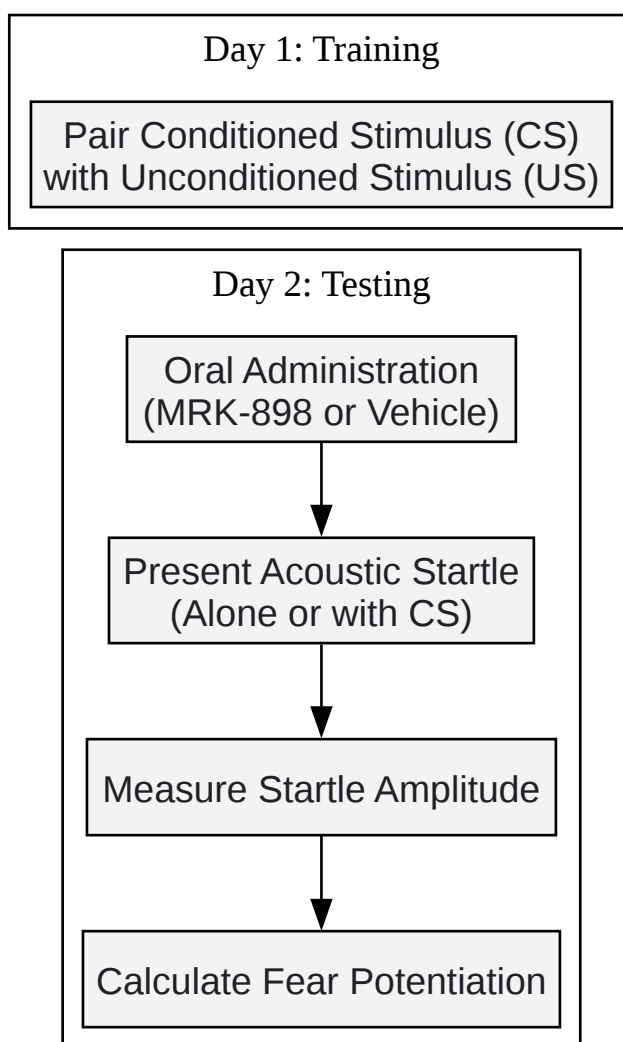 Day 1: Training
Pair Conditioned Stimulus (CS)
with Unconditioned Stimulus (US)
Day 2: Testing
Oral Administration
(MRK-898 or Vehicle)
Present Acoustic Startle
(Alone or with CS)
Measure Startle Amplitude
Calculate Fear Potentiation